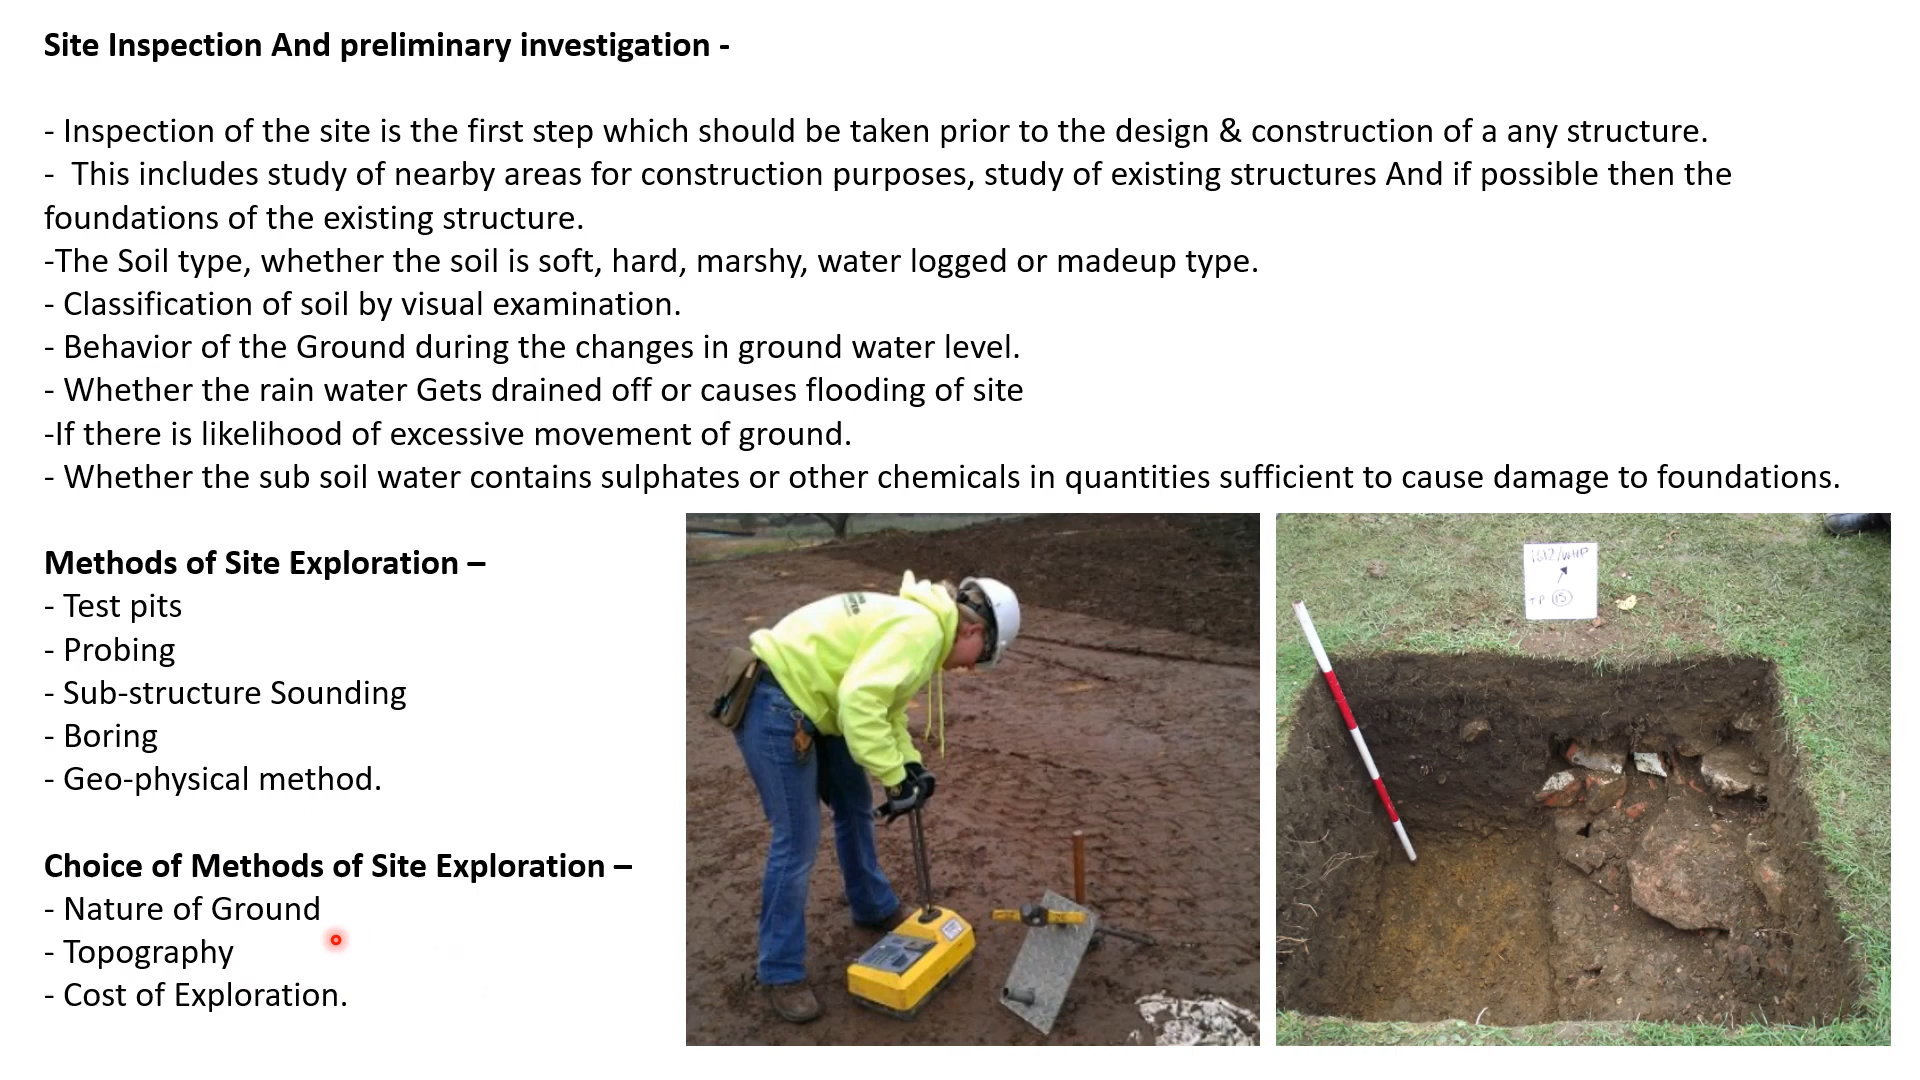 Site Inspection And preliminary investigation -
- Inspection of the site is the first step which should be taken prior to the design & construction of a any structure.
-  This includes study of nearby areas for construction purposes, study of existing structures And if possible then the
foundations of the existing structure.
-The Soil type, whether the soil is soft, hard, marshy, water logged or madeup type.
- Classification of soil by visual examination.
- Behavior of the Ground during the changes in ground water level.
- Whether the rain water Gets drained off or causes flooding of site
-If there is likelihood of excessive movement of ground.
- Whether the sub soil water contains sulphates or other chemicals in quantities sufficient to cause damage to foundations.
Methods of Site Exploration –
- Test pits
- Probing
- Sub-structure Sounding
- Boring
- Geo-physical method.
Choice of Methods of Site Exploration –
- Nature of Ground
- Topography
- Cost of Exploration.
TP 15